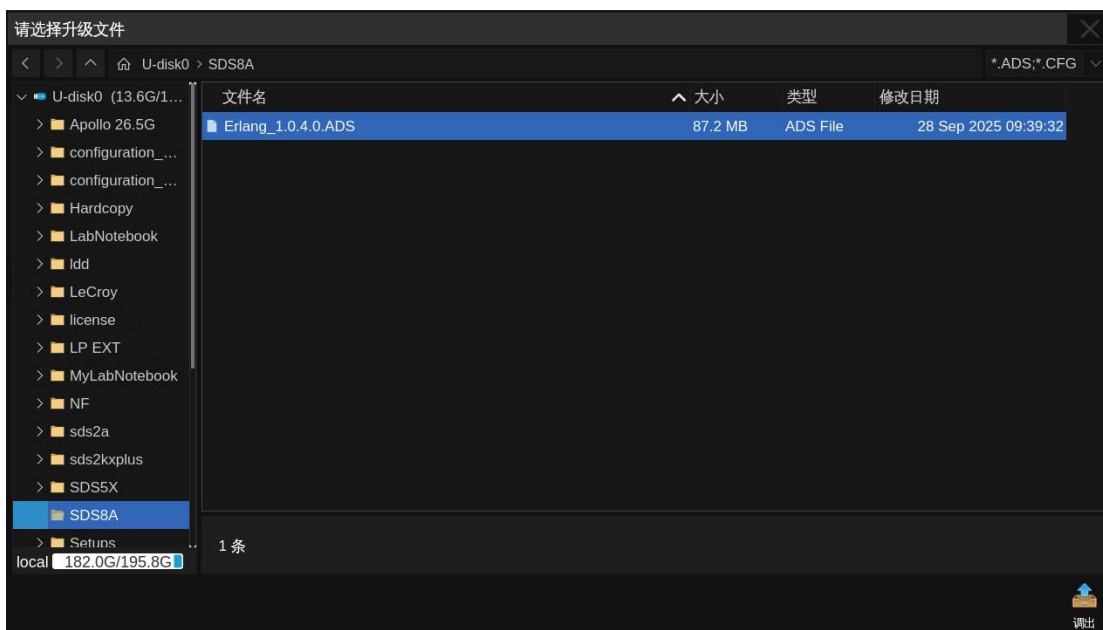 请选择升级文件
U-disk0 > SDS8A
*.ADS;*.CFG
U-disk0 (13.6G/1...
文件名 大小 类型 修改日期
Apollo 26.5G
Erlang_1.0.4.0.ADS 87.2 MB ADS File 28 Sep 2025 09:39:32
configuration_...
configuration_...
Hardcopy
LabNotebook
ldd
LeCroy
license
LP EXT
MyLabNotebook
NF
sds2a
sds2kxplus
SDS5X
SDS8A
Setups
1 条
local 182.0G/195.8G
调出